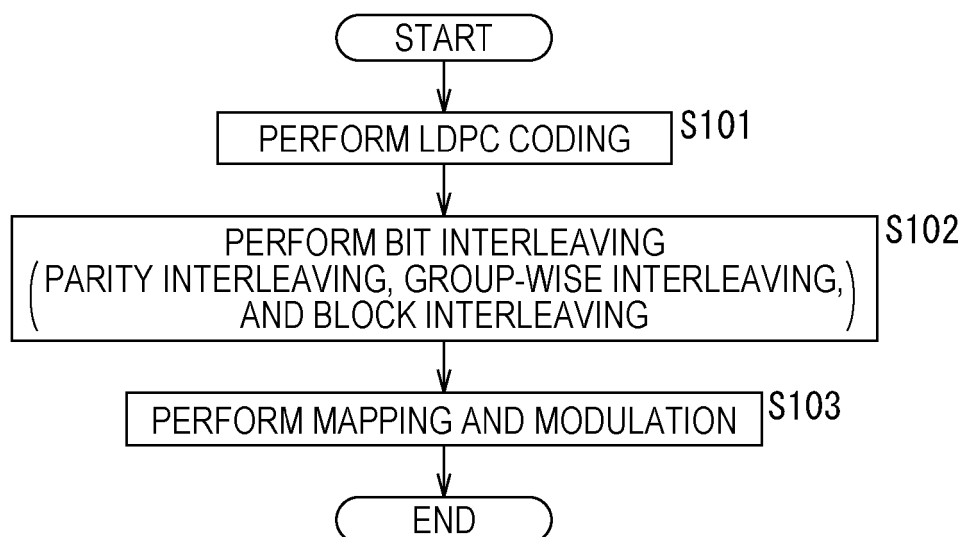 START
PERFORM LDPC CODING
S101
PERFORM BIT INTERLEAVING
S102
(PARITY INTERLEAVING, GROUP-WISE INTERLEAVING,
AND BLOCK INTERLEAVING)
PERFORM MAPPING AND MODULATION
S103
END